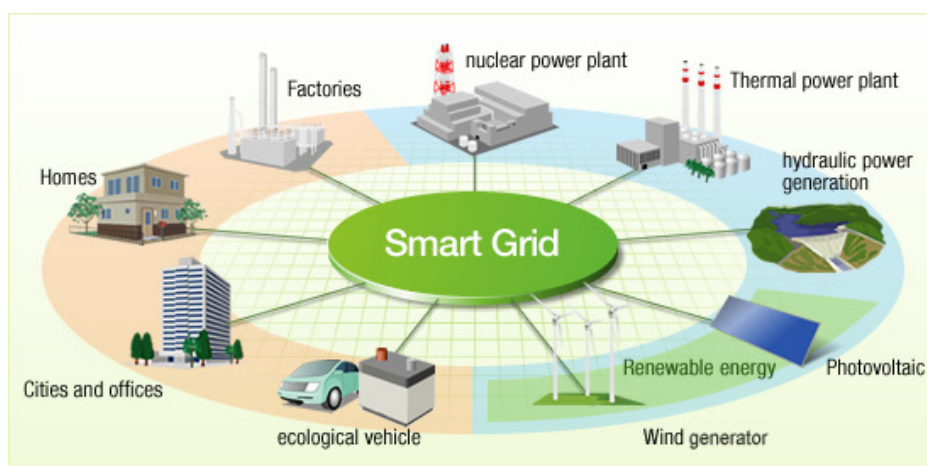 nuclear power plant
Factories
Thermal power plant
Homes
hydraulic power
generation
Smart Grid
Renewable energy
Photovoltaic
Cities and offices
ecological vehicle
Wind generator